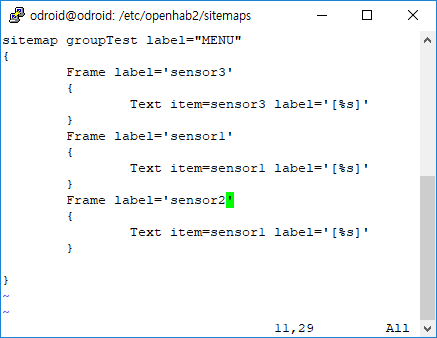 odroid@odroid: /etc/openhab2/sitemaps
sitemap groupTest label="MENU"
{
        Frame label='sensor3'
        {
                Text item=sensor3 label='[%s]'
        }
        Frame label='sensor1'
        {
                Text item=sensor1 label='[%s]'
        }
        Frame label='sensor2'
        {
                Text item=sensor1 label='[%s]'
        }

}
~
~
11,29 All